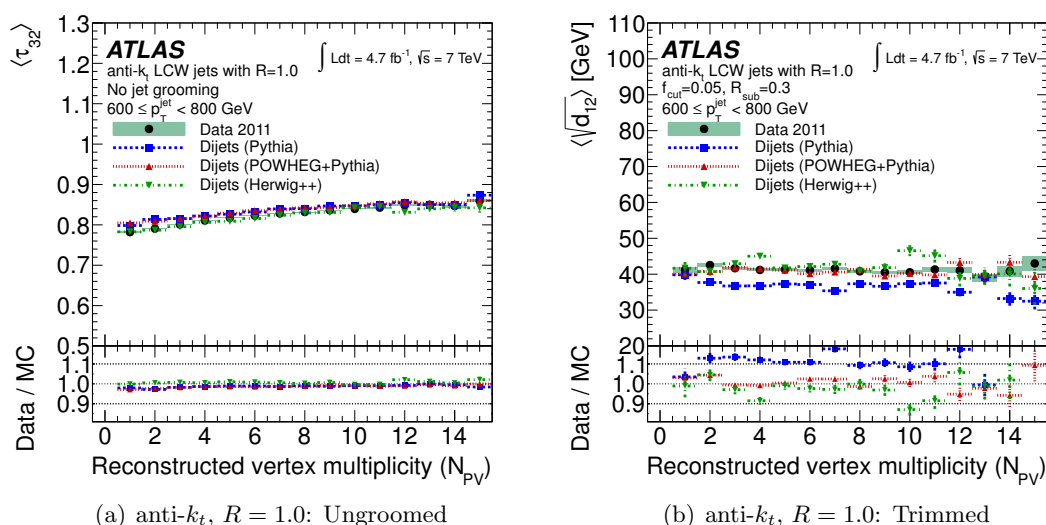 ⟨τ32⟩
1.3
1.2
1.1
1
0.9
0.8
0.7
0.6
0.5
ATLAS
∫ Ldt = 4.7 fb-1, √s = 7 TeV
anti-kt LCW jets with R=1.0
No jet grooming
600 ≤ pTjet < 800 GeV
Data 2011
Dijets (Pythia)
Dijets (POWHEG+Pythia)
Dijets (Herwig++)
Data / MC
1.1
1.0
0.9
0 2 4 6 8 10 12 14
Reconstructed vertex multiplicity (NPV)
(a) anti-kt, R = 1.0: Ungroomed
⟨√d12⟩ [GeV]
110
100
90
80
70
60
50
40
30
20
ATLAS
∫ Ldt = 4.7 fb-1, √s = 7 TeV
anti-kt LCW jets with R=1.0
fcut=0.05, Rsub=0.3
600 ≤ pTjet < 800 GeV
Data 2011
Dijets (Pythia)
Dijets (POWHEG+Pythia)
Dijets (Herwig++)
Data / MC
1.1
1.0
0.9
0 2 4 6 8 10 12 14
Reconstructed vertex multiplicity (NPV)
(b) anti-kt, R = 1.0: Trimmed